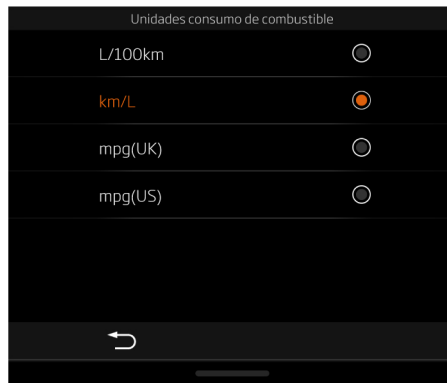 Unidades consumo de combustible
L/100km
km/L
mpg(UK)
mpg(US)